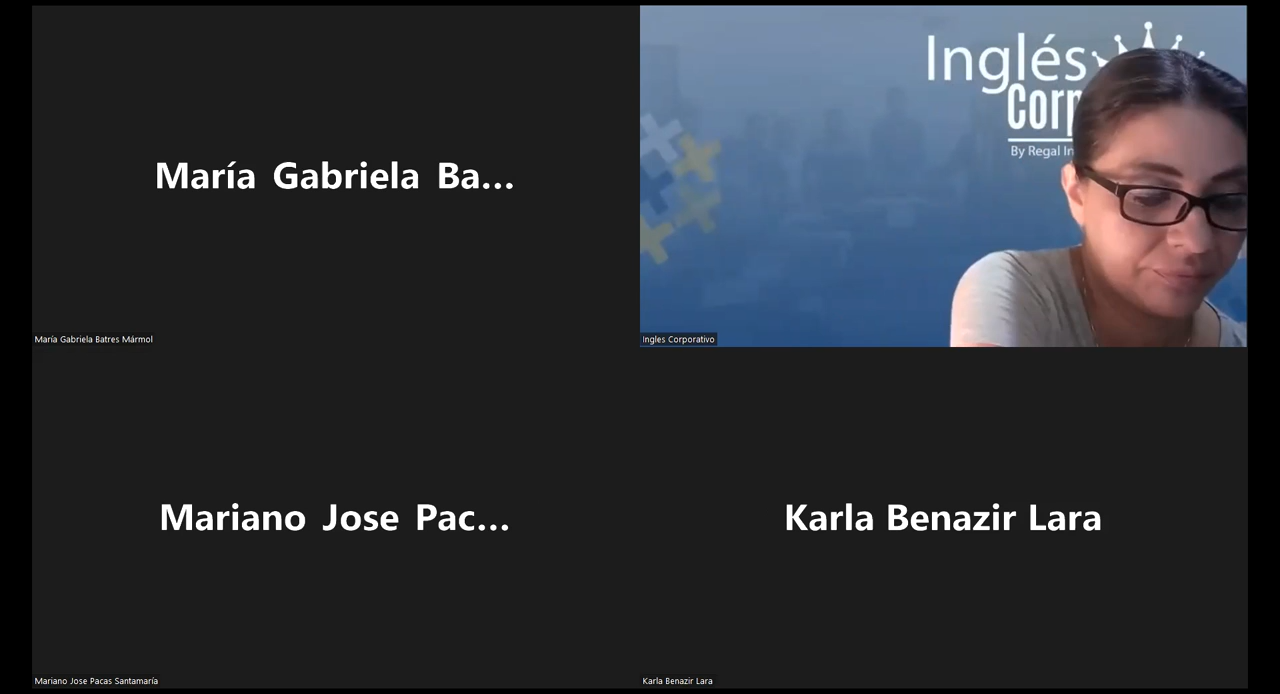 María Gabriela Ba...
María Gabriela Batres Mármol
Inglés
Corp
By Regal In
Ingles Corporativo
Mariano Jose Pac...
Mariano Jose Pacas Santamaría
Karla Benazir Lara
Karla Benazir Lara